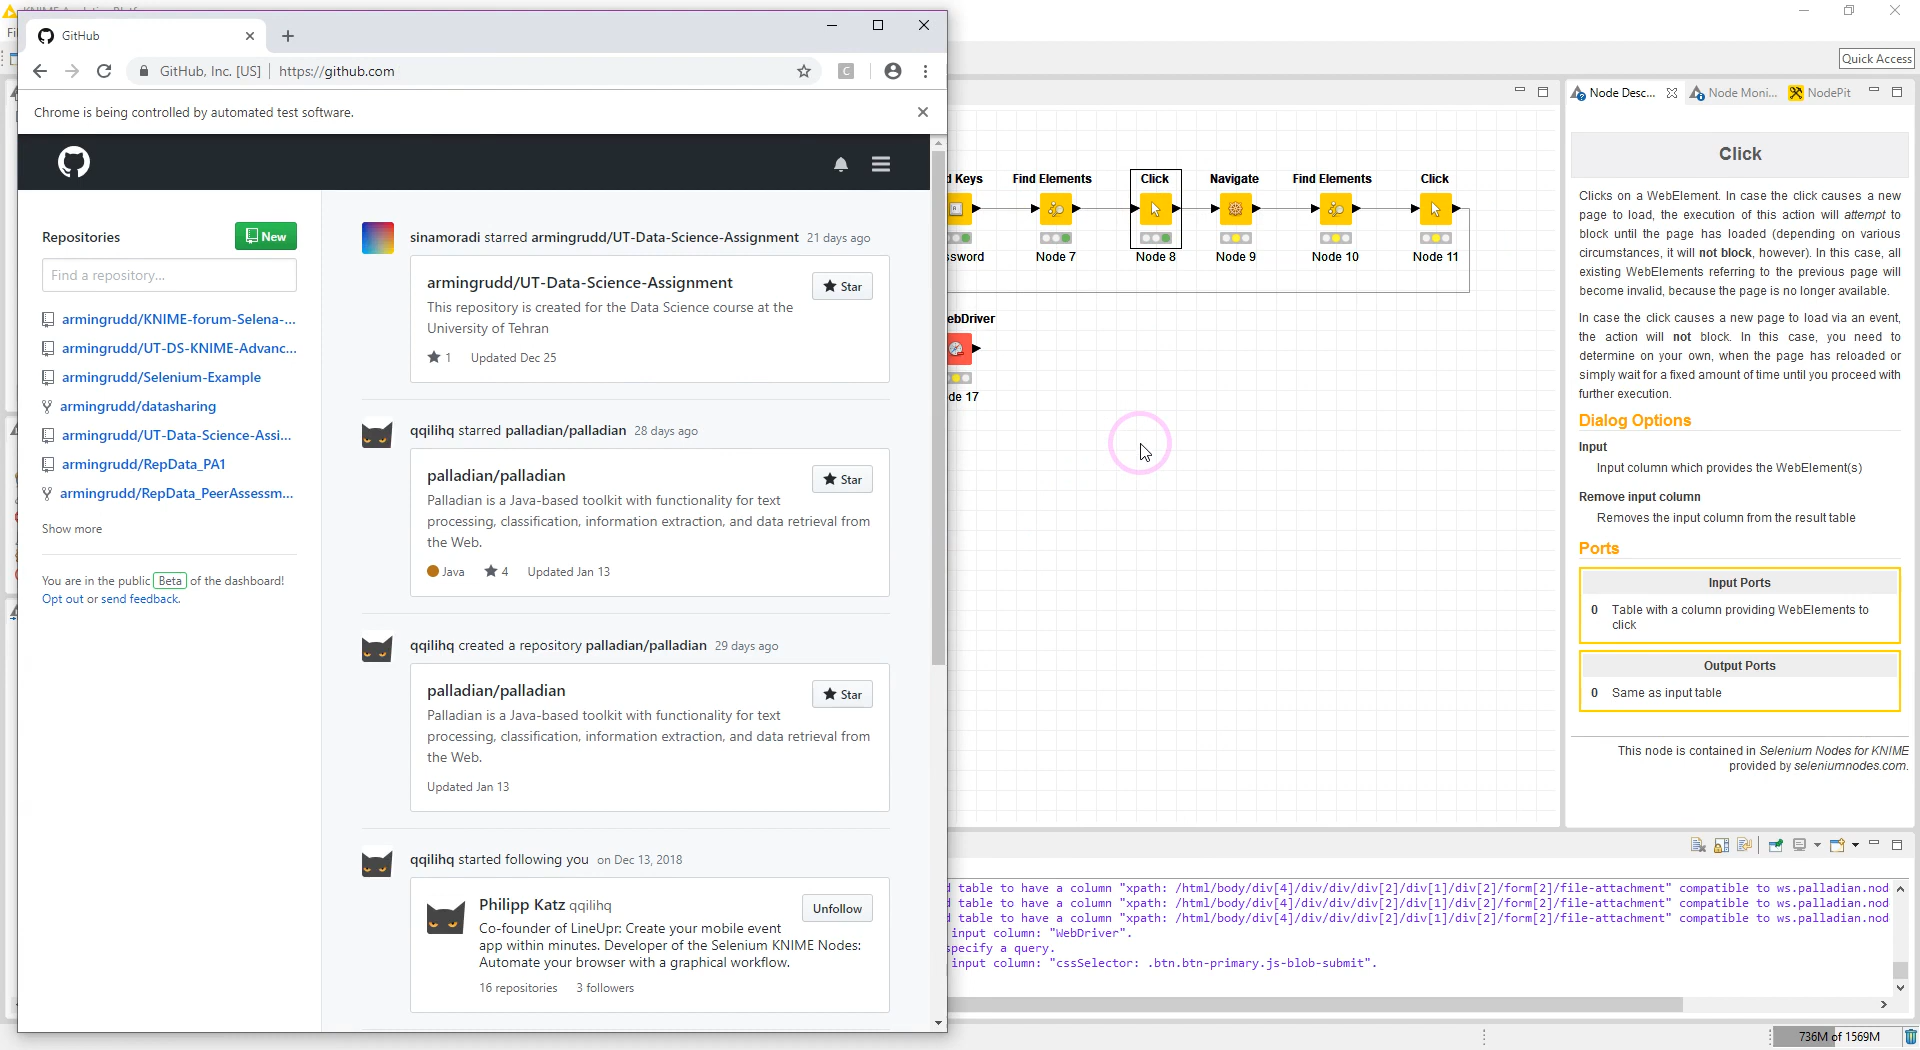 GitHub
GitHub, Inc. [US]
https://github.com
Chrome is being controlled by automated test software.
Repositories
New
Find a repository...
armingrudd/KNIME-forum-Selena-...
armingrudd/UT-DS-KNIME-Advanc...
armingrudd/Selenium-Example
armingrudd/datasharing
armingrudd/UT-Data-Science-Assi...
armingrudd/RepData_PA1
armingrudd/RepData_PeerAssessm...
Show more
You are in the public Beta of the dashboard!
Opt out or send feedback.
sinamoradi starred armingrudd/UT-Data-Science-Assignment 21 days ago
armingrudd/UT-Data-Science-Assignment
Star
This repository is created for the Data Science course at the
University of Tehran
1 Updated Dec 25
qqilihq starred palladian/palladian 28 days ago
palladian/palladian
Star
Palladian is a Java-based toolkit with functionality for text
processing, classification, information extraction, and data retrieval from
the Web.
Java 4 Updated Jan 13
qqilihq created a repository palladian/palladian 29 days ago
palladian/palladian
Star
Palladian is a Java-based toolkit with functionality for text
processing, classification, information extraction, and data retrieval from
the Web.
Updated Jan 13
qqilihq started following you on Dec 13, 2018
Philipp Katz qqilihq
Unfollow
Co-founder of LineUpr: Create your mobile event
app within minutes. Developer of the Selenium KNIME Nodes:
Automate your browser with a graphical workflow.
16 repositories 3 followers
d Keys
Find Elements
Click
Navigate
Find Elements
Click
ssword
Node 7
Node 8
Node 9
Node 10
Node 11
ebDriver
de 17
Quick Access
Node Desc...
Node Moni...
NodePit
Click
Clicks on a WebElement. In case the click causes a new
page to load, the execution of this action will attempt to
block until the page has loaded (depending on various
circumstances, it will not block, however). In this case, all
existing WebElements referring to the previous page will
become invalid, because the page is no longer available.
In case the click causes a new page to load via an event,
the action will not block. In this case, you need to
determine on your own, when the page has reloaded or
simply wait for a fixed amount of time until you proceed with
further execution.
Dialog Options
Input
Input column which provides the WebElement(s)
Remove input column
Removes the input column from the result table
Ports
Input Ports
0 Table with a column providing WebElements to
click
Output Ports
0 Same as input table
This node is contained in Selenium Nodes for KNIME
provided by seleniumnodes.com.
d table to have a column "xpath: /html/body/div[4]/div/div/div[2]/div[1]/div[2]/form[2]/file-attachment" compatible to ws.palladian.nod
d table to have a column "xpath: /html/body/div[4]/div/div/div[2]/div[1]/div[2]/form[2]/file-attachment" compatible to ws.palladian.nod
d table to have a column "xpath: /html/body/div[4]/div/div/div[2]/div[1]/div[2]/form[2]/file-attachment" compatible to ws.palladian.nod
input column: "WebDriver".
specify a query.
input column: "cssSelector: .btn.btn-primary.js-blob-submit".
736M of 1569M